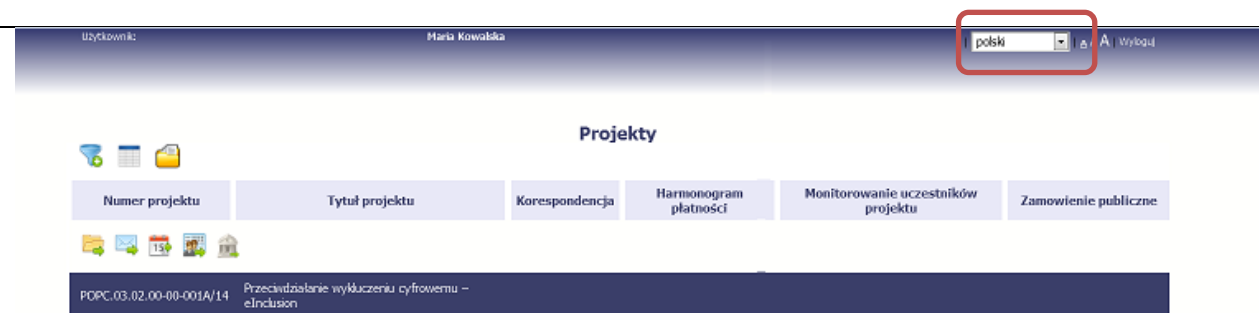 Użytkownik: Maria Kowalska | polski | A A A | Wyloguj
Projekty
Numer projektu Tytuł projektu Korespondencja Harmonogram płatności Monitorowanie uczestników projektu Zamowienie publiczne
15
POPC.03.02.00-00-001A/14 Przeciwdziałanie wykluczeniu cyfrowemu –
eInclusion